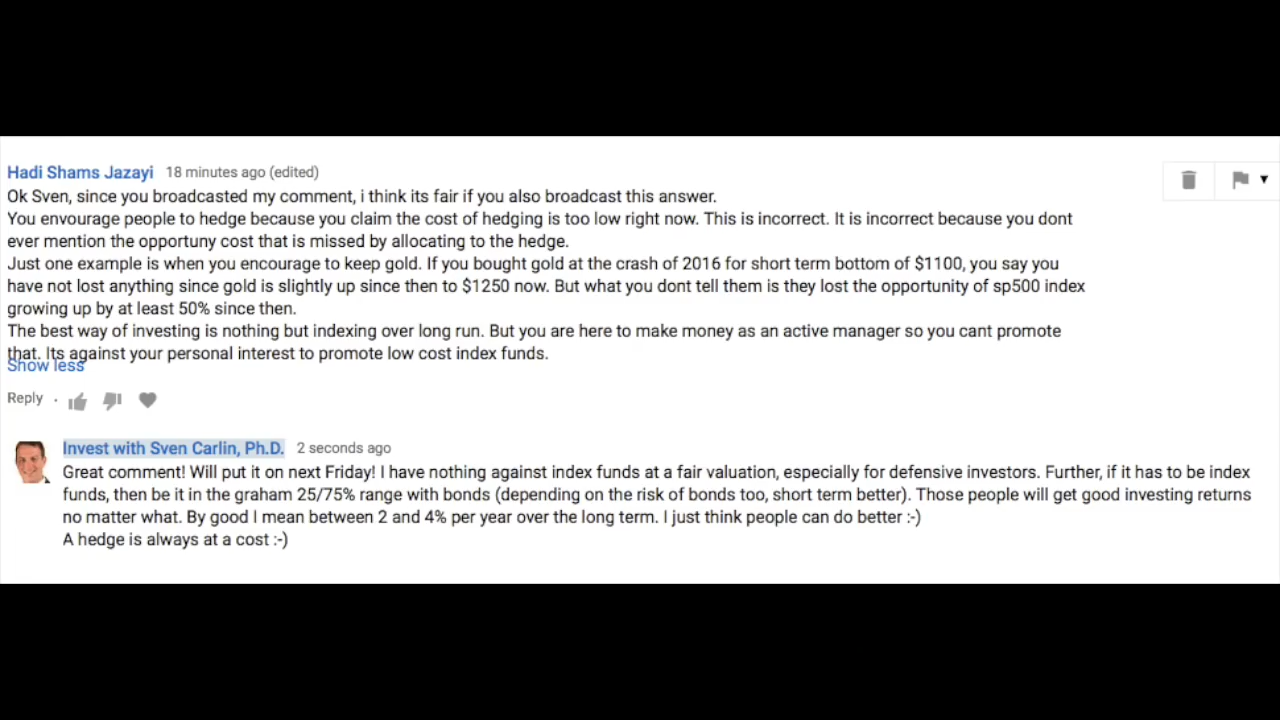 Hadi Shams Jazayi 18 minutes ago (edited)
Ok Sven, since you broadcasted my comment, i think its fair if you also broadcast this answer.
You envourage people to hedge because you claim the cost of hedging is too low right now. This is incorrect. It is incorrect because you dont
ever mention the opportuny cost that is missed by allocating to the hedge.
Just one example is when you encourage to keep gold. If you bought gold at the crash of 2016 for short term bottom of $1100, you say you
have not lost anything since gold is slightly up since then to $1250 now. But what you dont tell them is they lost the opportunity of sp500 index
growing up by at least 50% since then.
The best way of investing is nothing but indexing over long run. But you are here to make money as an active manager so you cant promote
that. Its against your personal interest to promote low cost index funds.
Show less
Reply ·
Invest with Sven Carlin, Ph.D. 2 seconds ago
Great comment! Will put it on next Friday! I have nothing against index funds at a fair valuation, especially for defensive investors. Further, if it has to be index
funds, then be it in the graham 25/75% range with bonds (depending on the risk of bonds too, short term better). Those people will get good investing returns
no matter what. By good I mean between 2 and 4% per year over the long term. I just think people can do better :-)
A hedge is always at a cost :-)